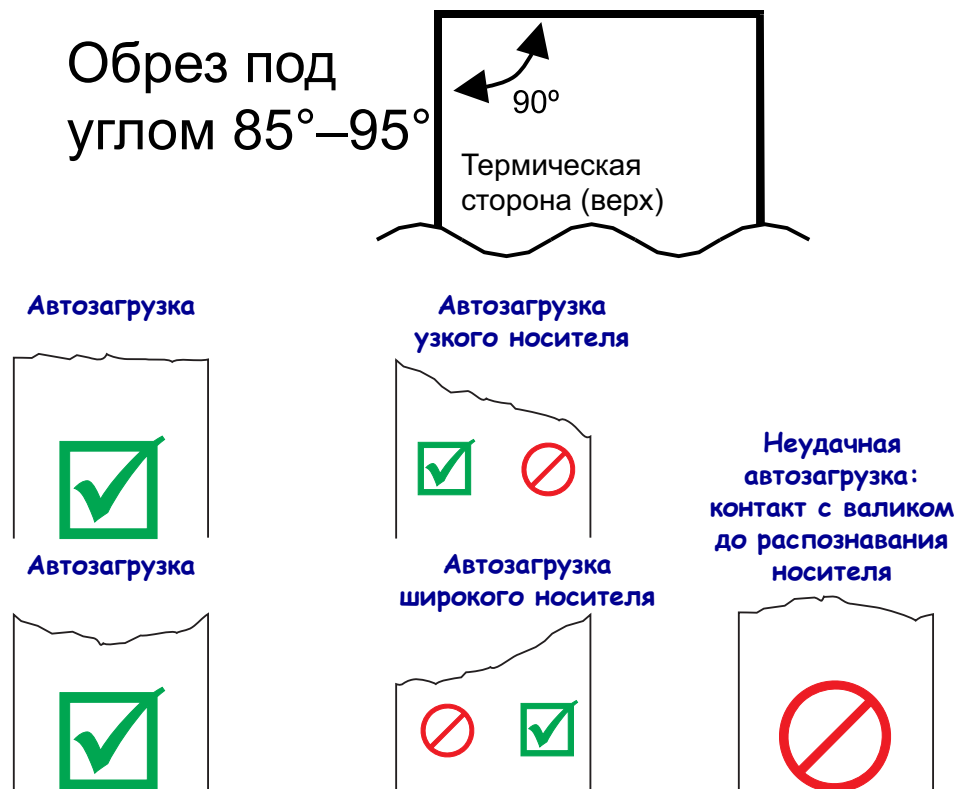 Обрез под
углом 85°–95°
90º
Термическая
сторона (верх)
Автозагрузка
Автозагрузка
узкого носителя
Неудачная
автозагрузка:
контакт с валиком
до распознавания
носителя
Автозагрузка
Автозагрузка
широкого носителя